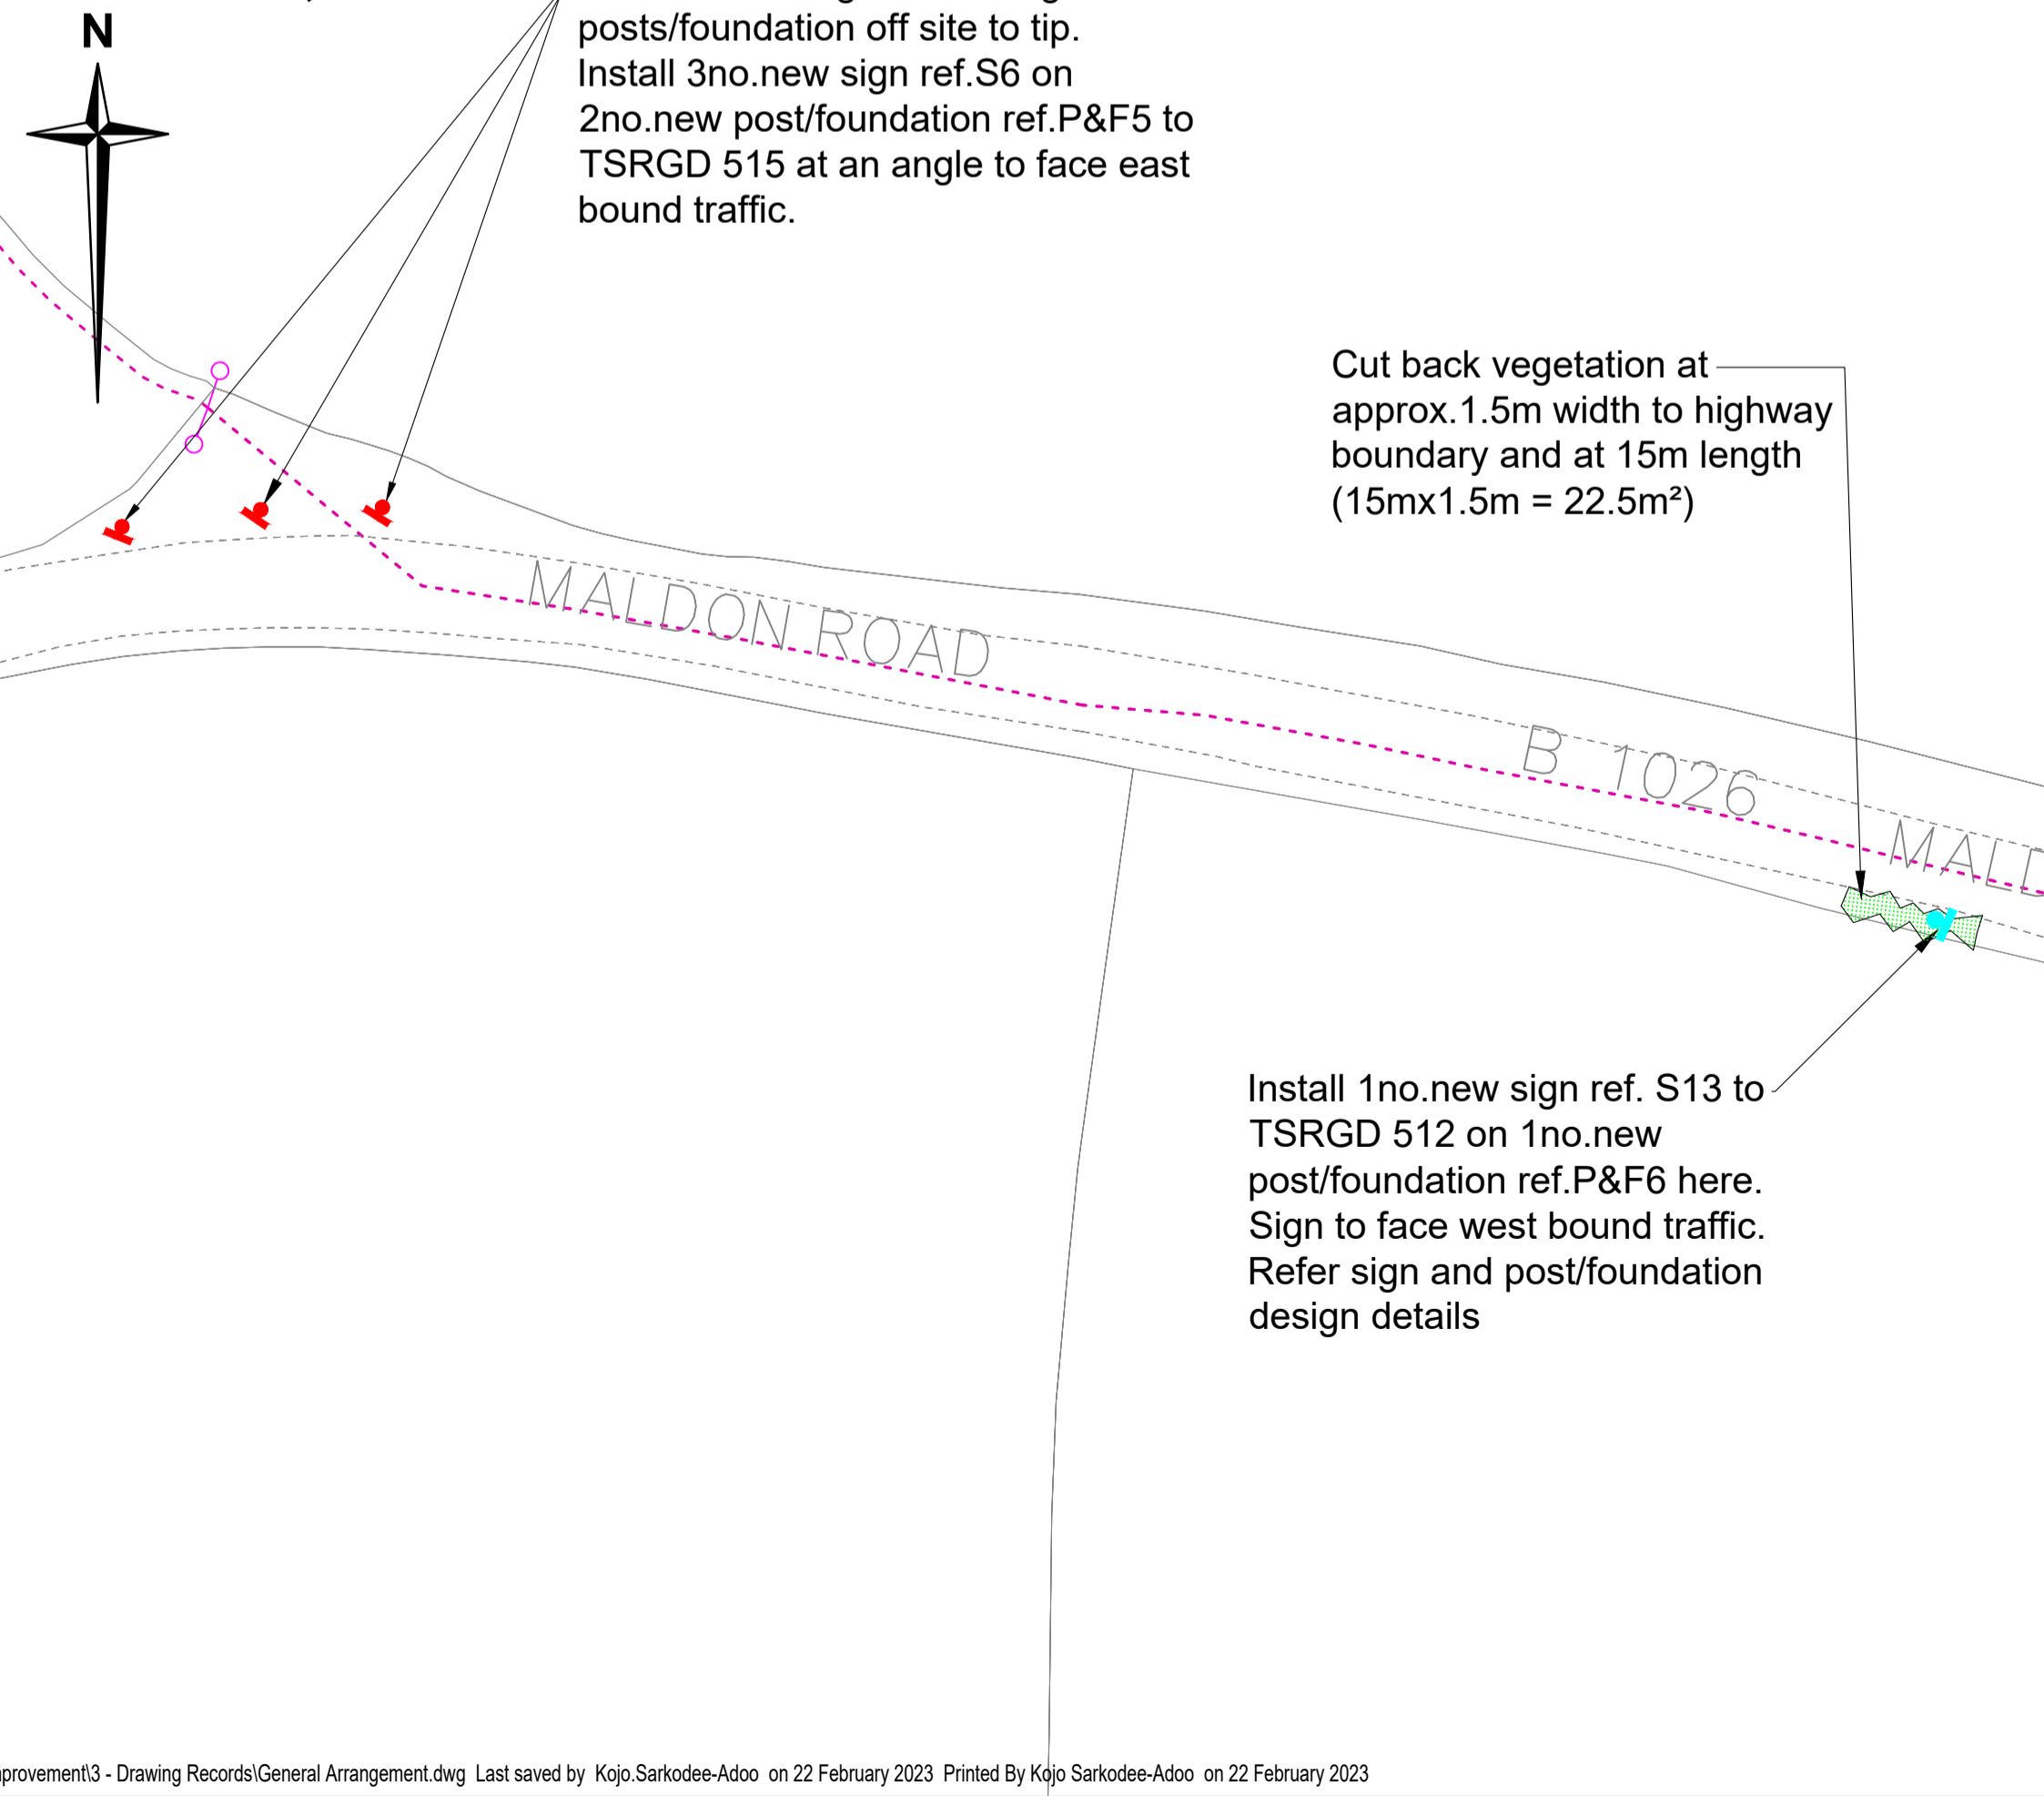 N
posts/foundation off site to tip.
Install 3no.new sign ref.S6 on
2no.new post/foundation ref.P&F5 to
TSRGD 515 at an angle to face east
bound traffic.
Cut back vegetation at
approx.1.5m width to highway
boundary and at 15m length
(15mx1.5m = 22.5m²)
MALDON ROAD
B 1026
MALD
Install 1no.new sign ref. S13 to
TSRGD 512 on 1no.new
post/foundation ref.P&F6 here.
Sign to face west bound traffic.
Refer sign and post/foundation
design details
provement\3 - Drawing Records\General Arrangement.dwg Last saved by Kojo.Sarkodee-Adoo on 22 February 2023 Printed By Kojo Sarkodee-Adoo on 22 February 2023